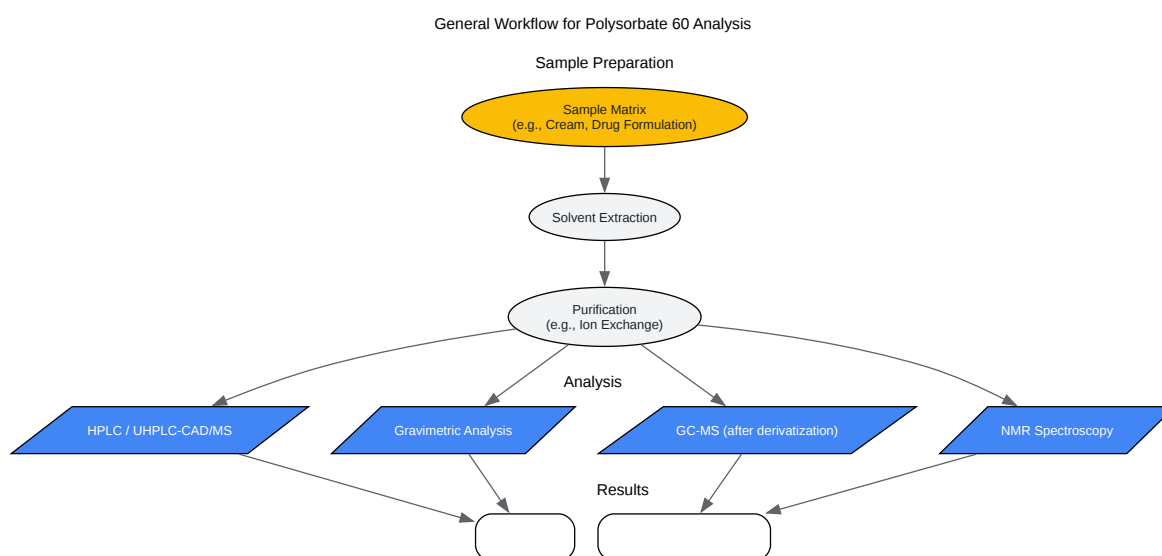 General Workflow for Polysorbate 60 Analysis
Sample Preparation
Sample Matrix
(e.g., Cream, Drug Formulation)
Solvent Extraction
Purification
(e.g., Ion Exchange)
Analysis
HPLC / UHPLC-CAD/MS
Gravimetric Analysis
GC-MS (after derivatization)
NMR Spectroscopy
Results